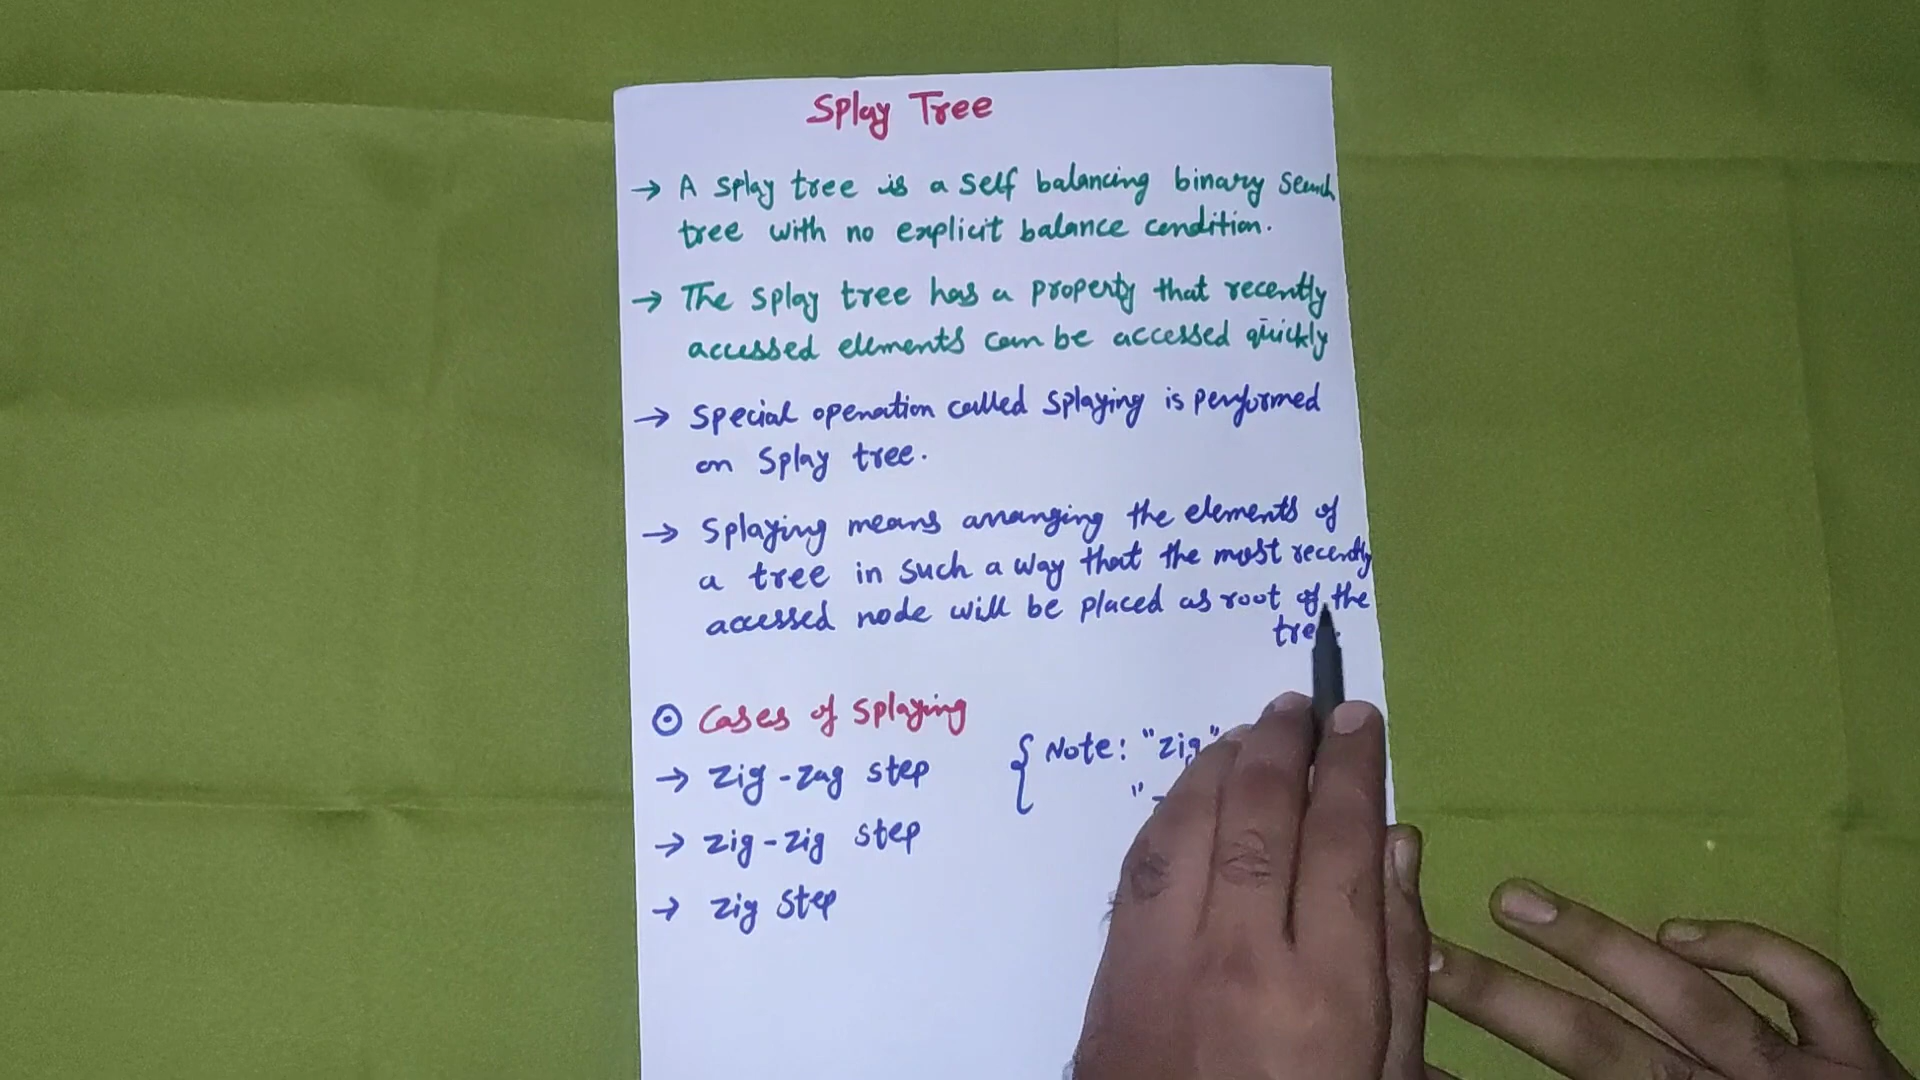 Splay Tree
→ A splay tree is a self balancing binary search
tree with no explicit balance condition.
→ The splay tree has a property that recently
accessed elements can be accessed quickly
→ Special operation called splaying is performed
on splay tree.
→ Splaying means arranging the elements of
a tree in such a way that the most recently
accessed node will be placed as root of the
tree.
⊙ Cases of splaying
→ zig-zag step
→ zig-zig step
→ zig step
{ Note: "zig"